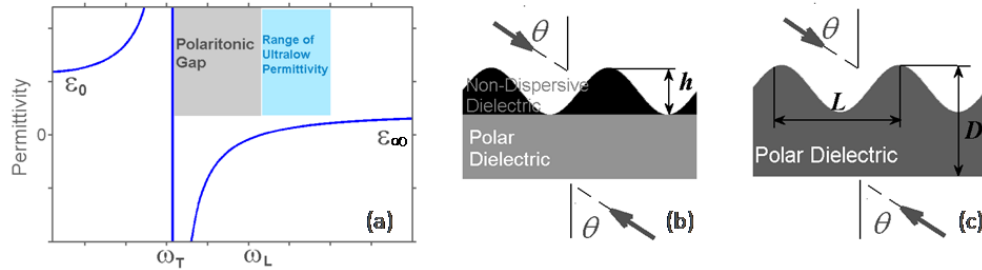 Permittivity
0
ε0
Polaritonic
Gap
Range of
Ultralow
Permittivity
ε∞
(a)
ωT
ωL
θ
Non-Dispersive
Dielectric
h
Polar
Dielectric
θ
(b)
θ
L
D
Polar Dielectric
θ
(c)